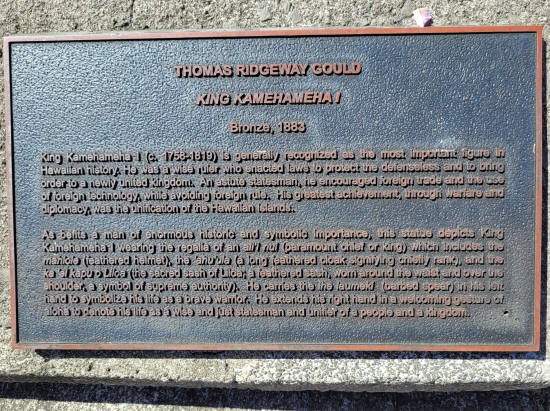 THOMAS RIDGEWAY GOULD
KING KAMEHAMEHA I
Bronze, 1883
King Kamehameha I (c. 1758-1819) is generally recognized as the most important figure in
Hawaiian history. He was a wise ruler who enacted laws to protect the defenseless and to bring
order to a newly united kingdom. An astute statesman, he encouraged foreign trade and the use
of foreign technology, while avoiding foreign rule. His greatest achievement, through warfare and
diplomacy, was the unification of the Hawaiian Islands.
As befits a man of enormous historic and symbolic importance, this statue depicts King
Kamehameha I wearing the regalia of an ali'i nui (paramount chief or king) which includes the
mahiole (feathered helmet), the 'ahu'ula (a long feathered cloak signifying chiefly rank), and the
ka'ei kapu o Liloa (the sacred sash of Liloa; a feathered sash, worn around the waist and over the
shoulder, a symbol of supreme authority). He carries the ihe laumeki (barbed spear) in his left
hand to symbolize his life as a brave warrior. He extends his right hand in a welcoming gesture of
aloha to denote his life as a wise and just statesman and unifier of a people and a kingdom.